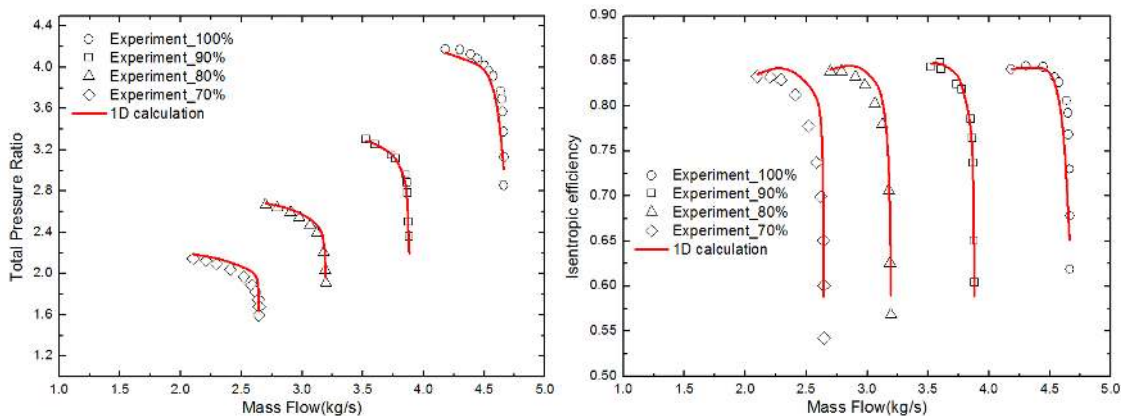 4.4
4.0
3.6
3.2
2.8
2.4
2.0
1.6
1.2
Total Pressure Ratio
Experiment_100%
Experiment_90%
Experiment_80%
Experiment_70%
1D calculation
1.0 1.5 2.0 2.5 3.0 3.5 4.0 4.5 5.0
Mass Flow(kg/s)
0.90
0.85
0.80
0.75
0.70
0.65
0.60
0.55
0.50
Isentropic efficiency
Experiment_100%
Experiment_90%
Experiment_80%
Experiment_70%
1D calculation
1.0 1.5 2.0 2.5 3.0 3.5 4.0 4.5 5.0
Mass Flow(kg/s)